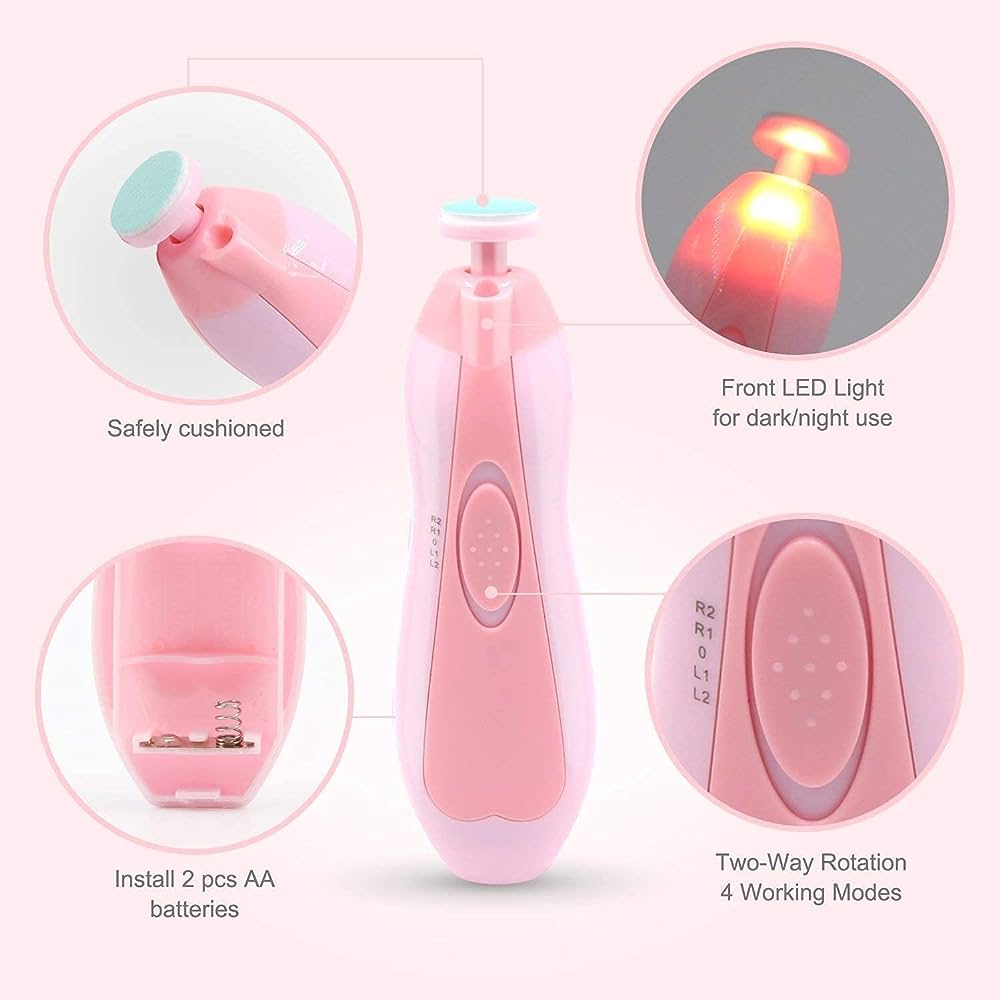 Safely cushioned
Front LED Light
for dark/night use
R2
R1
0
L1
L2
R2
R1
0
L1
L2
Install 2 pcs AA
batteries
Two-Way Rotation
4 Working Modes